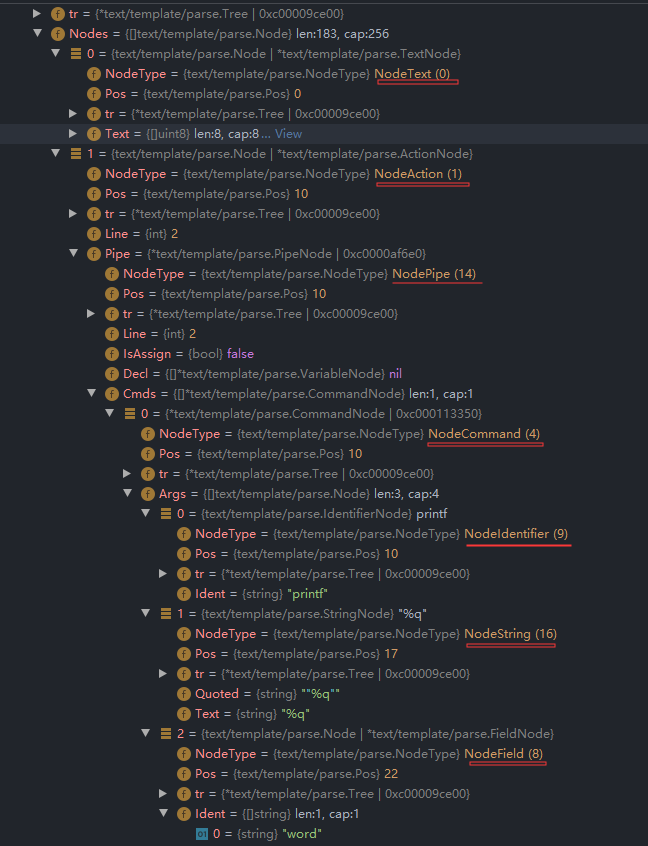 tr = {*text/template/parse.Tree | 0xc00009ce00}
Nodes = {[]text/template/parse.Node} len:183, cap:256
0 = {text/template/parse.Node | *text/template/parse.TextNode}
NodeType = {text/template/parse.NodeType} NodeText (0)
Pos = {text/template/parse.Pos} 0
tr = {*text/template/parse.Tree | 0xc00009ce00}
Text = {[]uint8} len:8, cap:8 ... View
1 = {text/template/parse.Node | *text/template/parse.ActionNode}
NodeType = {text/template/parse.NodeType} NodeAction (1)
Pos = {text/template/parse.Pos} 10
tr = {*text/template/parse.Tree | 0xc00009ce00}
Line = {int} 2
Pipe = {*text/template/parse.PipeNode | 0xc0000af6e0}
NodeType = {text/template/parse.NodeType} NodePipe (14)
Pos = {text/template/parse.Pos} 10
tr = {*text/template/parse.Tree | 0xc00009ce00}
Line = {int} 2
IsAssign = {bool} false
Decl = {[]*text/template/parse.VariableNode} nil
Cmds = {[]*text/template/parse.CommandNode} len:1, cap:1
0 = {*text/template/parse.CommandNode | 0xc000113350}
NodeType = {text/template/parse.NodeType} NodeCommand (4)
Pos = {text/template/parse.Pos} 10
tr = {*text/template/parse.Tree | 0xc00009ce00}
Args = {[]text/template/parse.Node} len:3, cap:4
0 = {text/template/parse.IdentifierNode} printf
NodeType = {text/template/parse.NodeType} NodeIdentifier (9)
Pos = {text/template/parse.Pos} 10
tr = {*text/template/parse.Tree | 0xc00009ce00}
Ident = {string} "printf"
1 = {text/template/parse.StringNode} "%q"
NodeType = {text/template/parse.NodeType} NodeString (16)
Pos = {text/template/parse.Pos} 17
tr = {*text/template/parse.Tree | 0xc00009ce00}
Quoted = {string} ""%q""
Text = {string} "%q"
2 = {text/template/parse.Node | *text/template/parse.FieldNode}
NodeType = {text/template/parse.NodeType} NodeField (8)
Pos = {text/template/parse.Pos} 22
tr = {*text/template/parse.Tree | 0xc00009ce00}
Ident = {[]string} len:1, cap:1
0 = {string} "word"